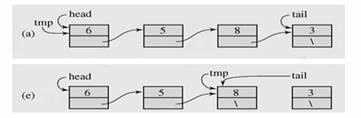 head tail
tmp
(a) 6 5 8 3
\
head tmp tail
(e) 6 5 8 3
\ \